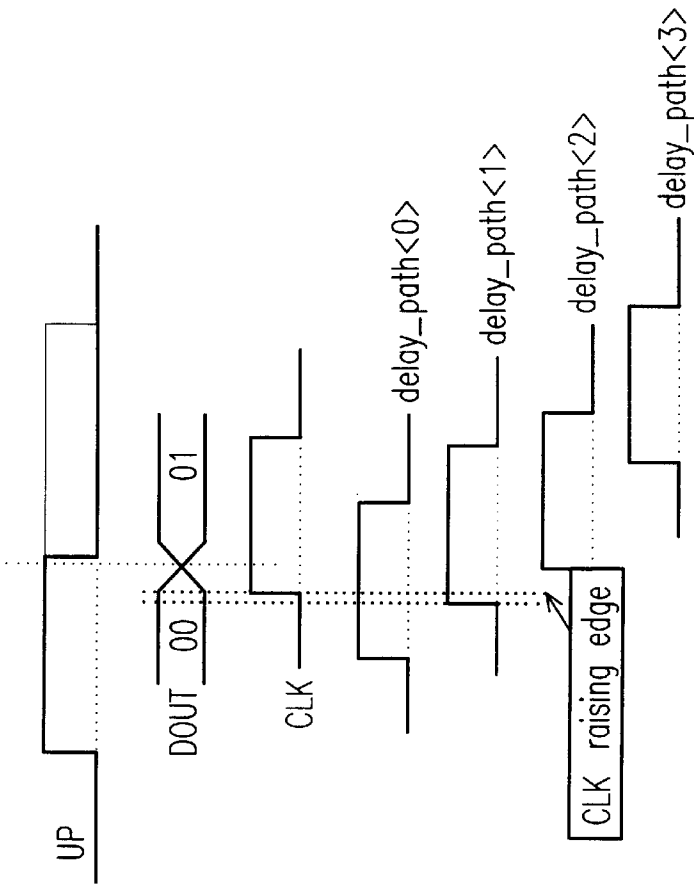 UP
DOUT 00 01
CLK
delay_path<0>
delay_path<1>
delay_path<2>
CLK raising edge
delay_path<3>